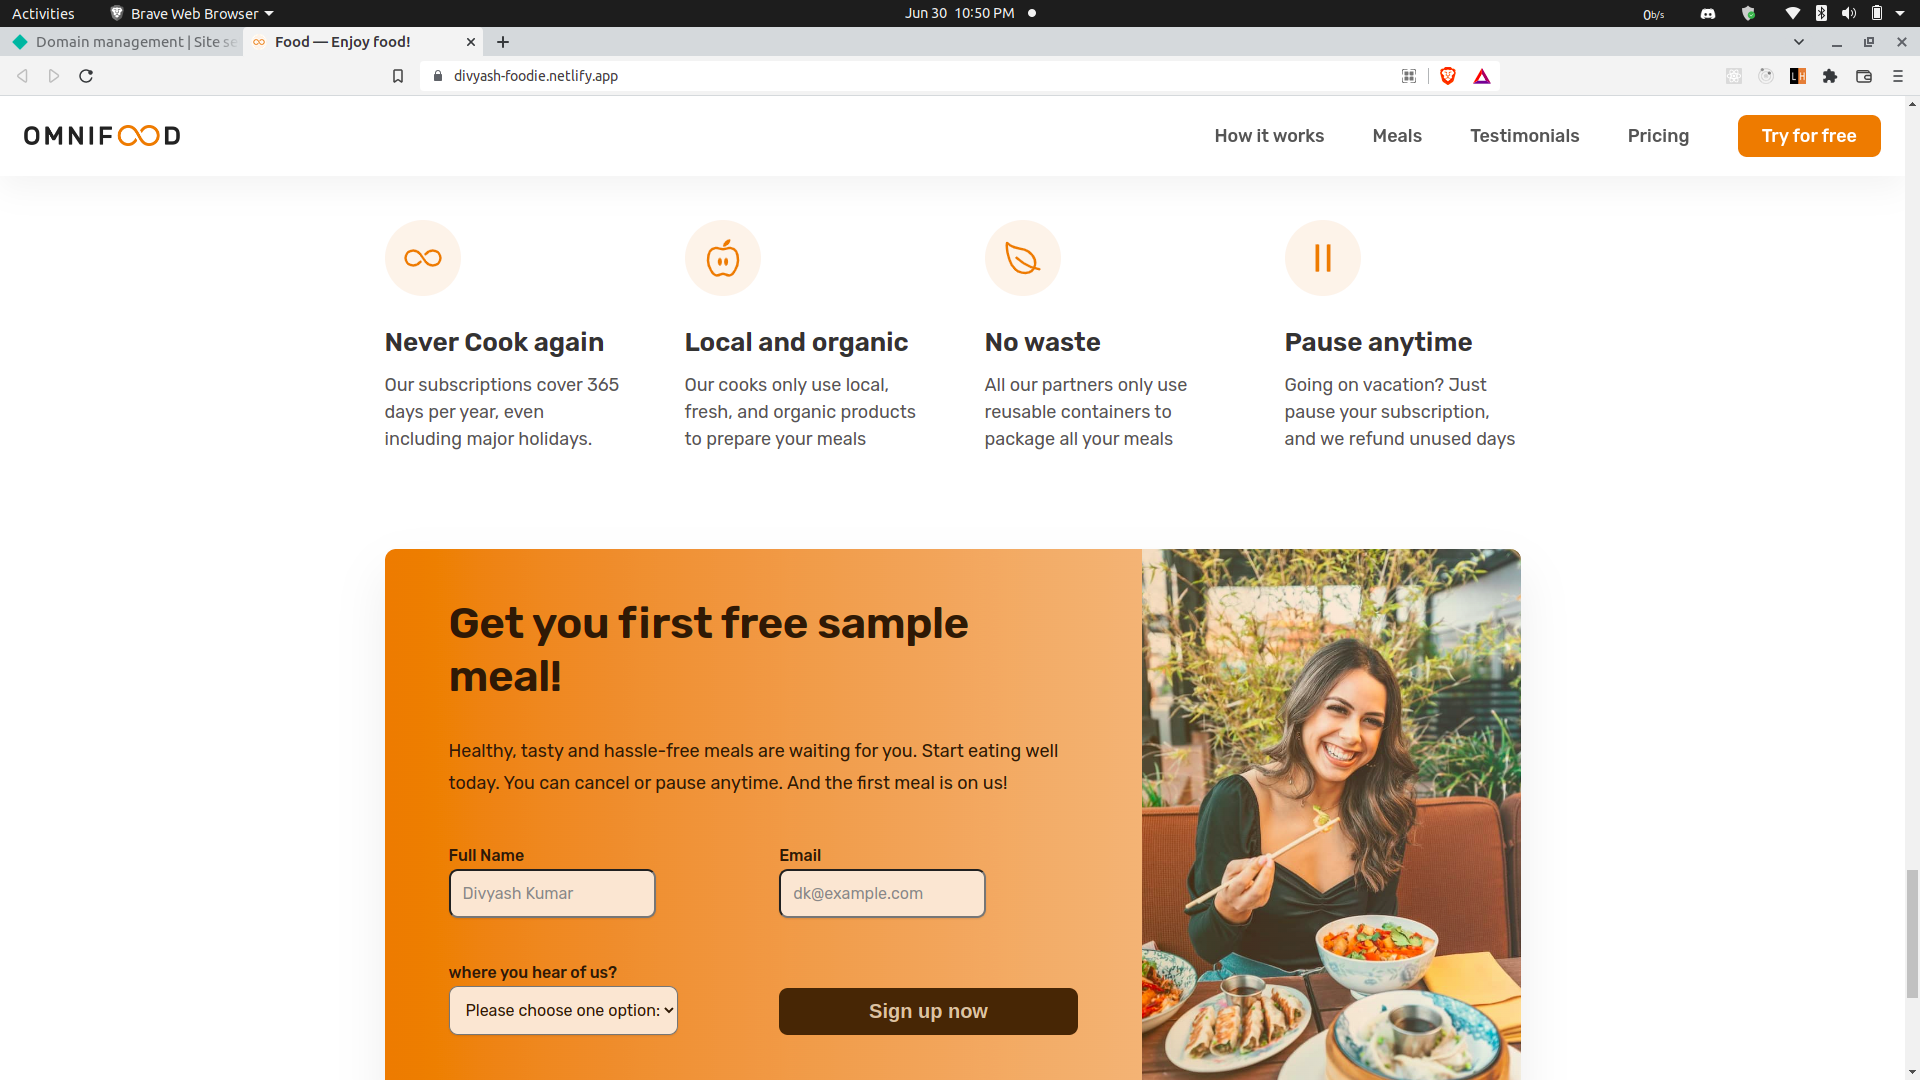 Activities
Brave Web Browser
Jun 30 10:50 PM
0b/s
Domain management | Site se
Food — Enjoy food!
divyash-foodie.netlify.app
OMNIFOOD
How it works
Meals
Testimonials
Pricing
Try for free
Never Cook again
Our subscriptions cover 365
days per year, even
including major holidays.
Local and organic
Our cooks only use local,
fresh, and organic products
to prepare your meals
No waste
All our partners only use
reusable containers to
package all your meals
Pause anytime
Going on vacation? Just
pause your subscription,
and we refund unused days
Get you first free sample
meal!
Healthy, tasty and hassle-free meals are waiting for you. Start eating well
today. You can cancel or pause anytime. And the first meal is on us!
Full Name
Divyash Kumar
Email
dk@example.com
where you hear of us?
Please choose one option:
Sign up now